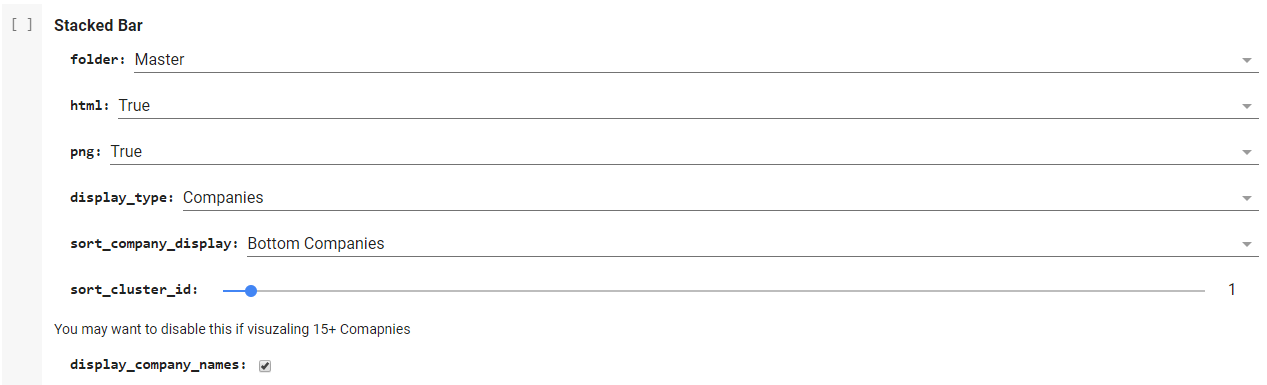 [ ] Stacked Bar
folder: Master
html: True
png: True
display_type: Companies
sort_company_display: Bottom Companies
sort_cluster_id: 1
You may want to disable this if visuzaling 15+ Comapnies
display_company_names: